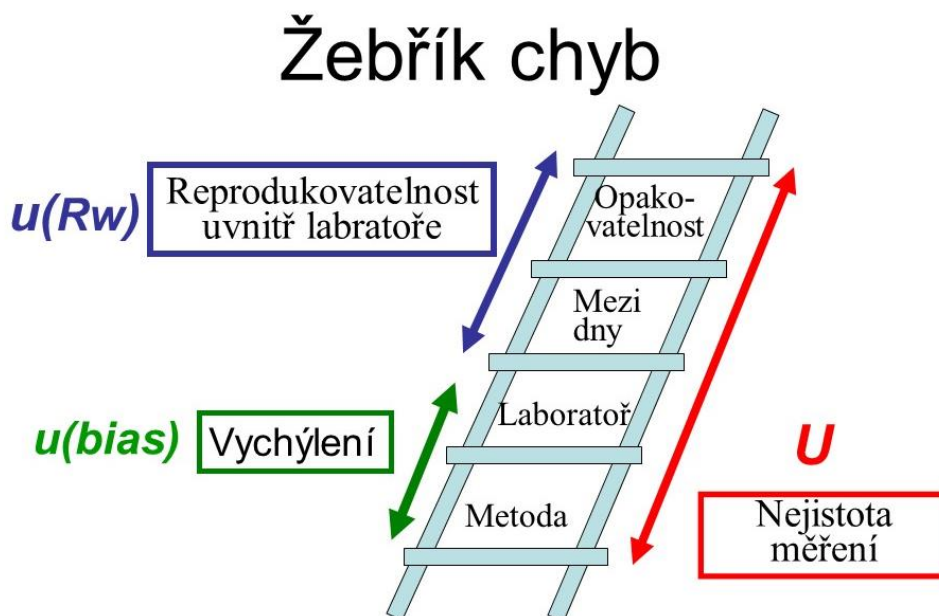 Žebřík chyb
u(Rw)
Reprodukovatelnost
uvnitř labratoře
Opako-
vatelnost
Mezi
dny
u(bias)
Vychýlení
Laboratoř
Metoda
U
Nejistota
měření